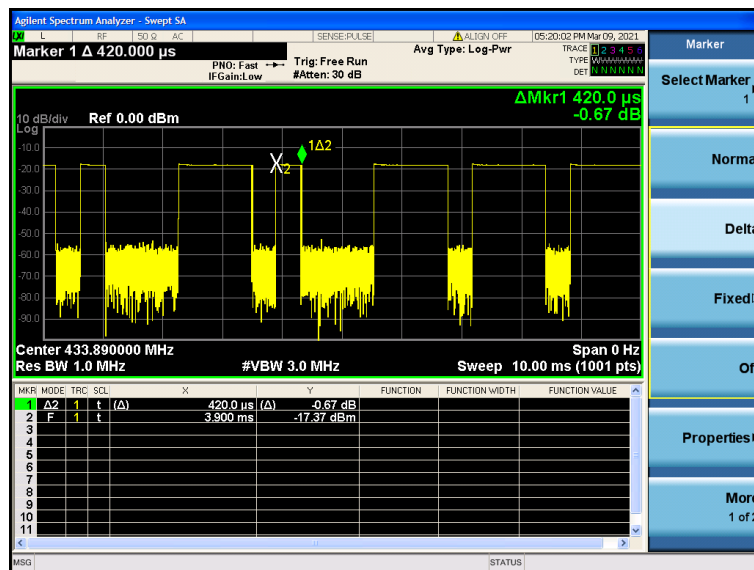 Agilent Spectrum Analyzer - Swept SA
LXI L RF 50 Ω AC SENSE:PULSE ALIGN OFF 05:20:02 PM Mar 09, 2021
Marker 1 Δ 420.000 µs
PNO: Fast
IFGain:Low
Trig: Free Run
#Atten: 30 dB
Avg Type: Log-Pwr
TRACE 1 2 3 4 5 6
TYPE W
DET N N N N N N
ΔMkr1 420.0 µs
-0.67 dB
10 dB/div Ref 0.00 dBm
Log
-10.0
-20.0
-30.0
-40.0
-50.0
-60.0
-70.0
-80.0
-90.0
X2
1Δ2
Center 433.890000 MHz Span 0 Hz
Res BW 1.0 MHz #VBW 3.0 MHz Sweep 10.00 ms (1001 pts)
MKR MODE TRC SCL X Y FUNCTION FUNCTION WIDTH FUNCTION VALUE
1 Δ2 1 t (Δ) 420.0 µs (Δ) -0.67 dB
2 F 1 t 3.900 ms -17.37 dBm
3
4
5
6
7
8
9
10
11
MSG STATUS
Marker
Select Marker
1
Norma
Delta
Fixed
Of
Properties
More
1 of 2